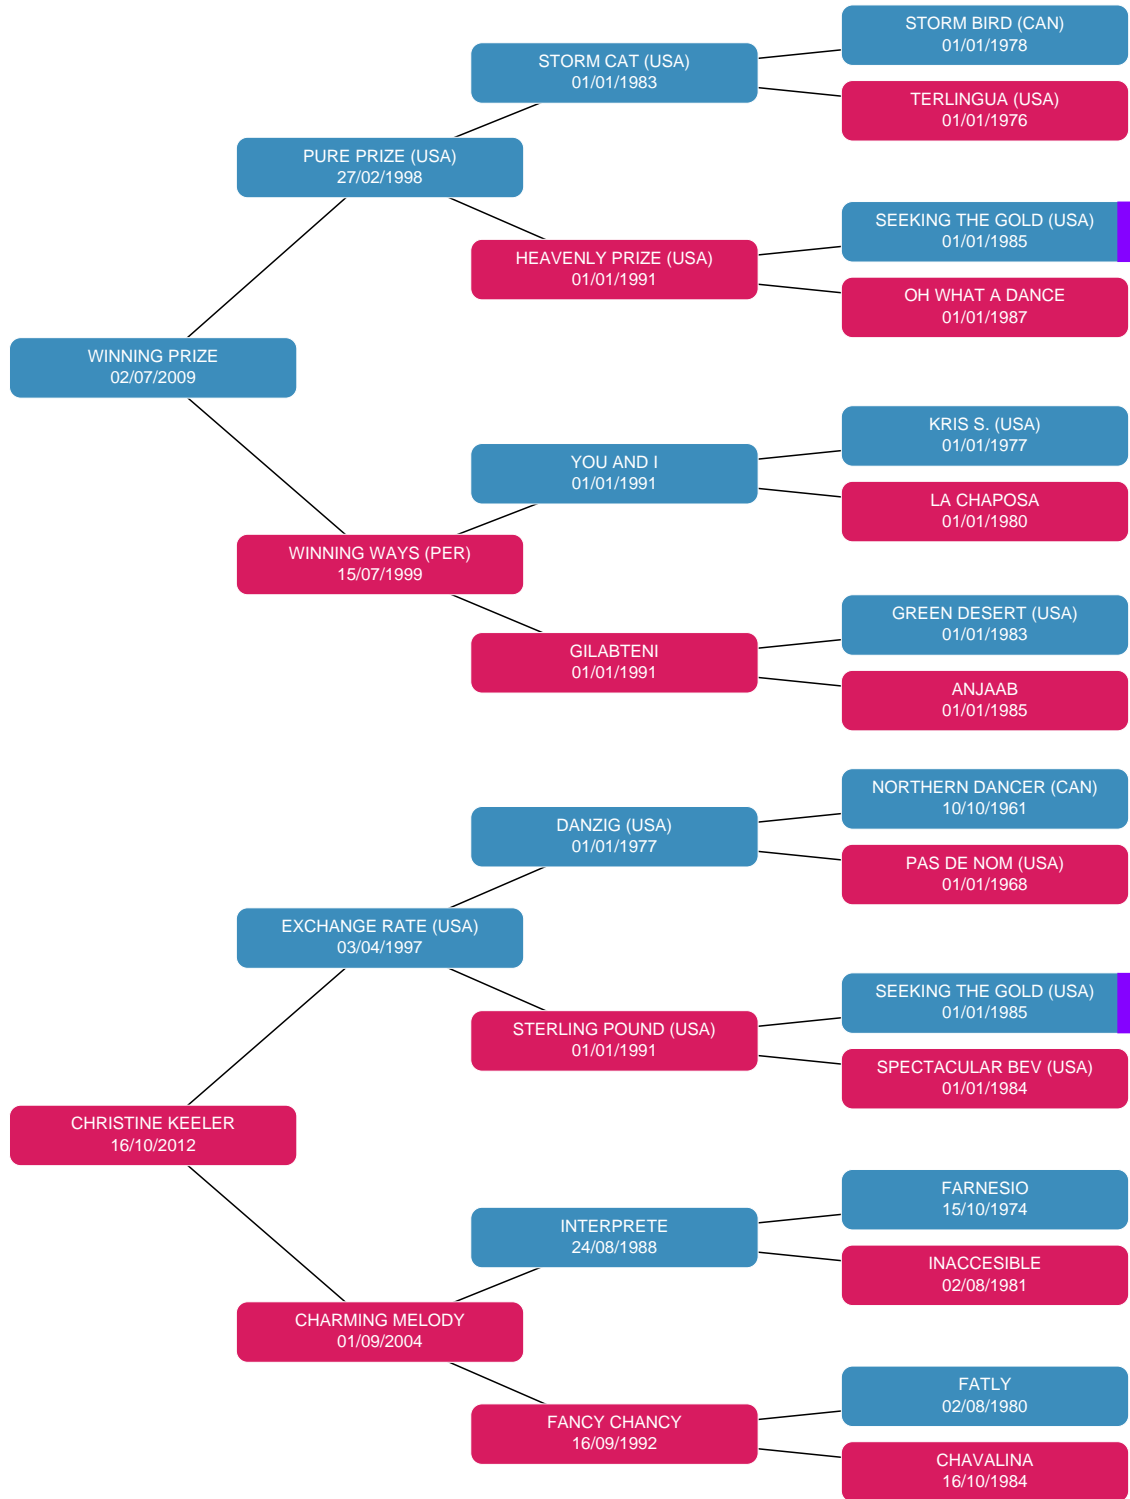 STORM BIRD (CAN)
01/01/1978
STORM CAT (USA)
01/01/1983
TERLINGUA (USA)
01/01/1976
PURE PRIZE (USA)
27/02/1998
SEEKING THE GOLD (USA)
01/01/1985
HEAVENLY PRIZE (USA)
01/01/1991
OH WHAT A DANCE
01/01/1987
WINNING PRIZE
02/07/2009
KRIS S. (USA)
01/01/1977
YOU AND I
01/01/1991
LA CHAPOSA
01/01/1980
WINNING WAYS (PER)
15/07/1999
GREEN DESERT (USA)
01/01/1983
GILABTENI
01/01/1991
ANJAAB
01/01/1985
NORTHERN DANCER (CAN)
10/10/1961
DANZIG (USA)
01/01/1977
PAS DE NOM (USA)
01/01/1968
EXCHANGE RATE (USA)
03/04/1997
SEEKING THE GOLD (USA)
01/01/1985
STERLING POUND (USA)
01/01/1991
SPECTACULAR BEV (USA)
01/01/1984
CHRISTINE KEELER
16/10/2012
FARNESIO
15/10/1974
INTERPRETE
24/08/1988
INACCESIBLE
02/08/1981
CHARMING MELODY
01/09/2004
FATLY
02/08/1980
FANCY CHANCY
16/09/1992
CHAVALINA
16/10/1984